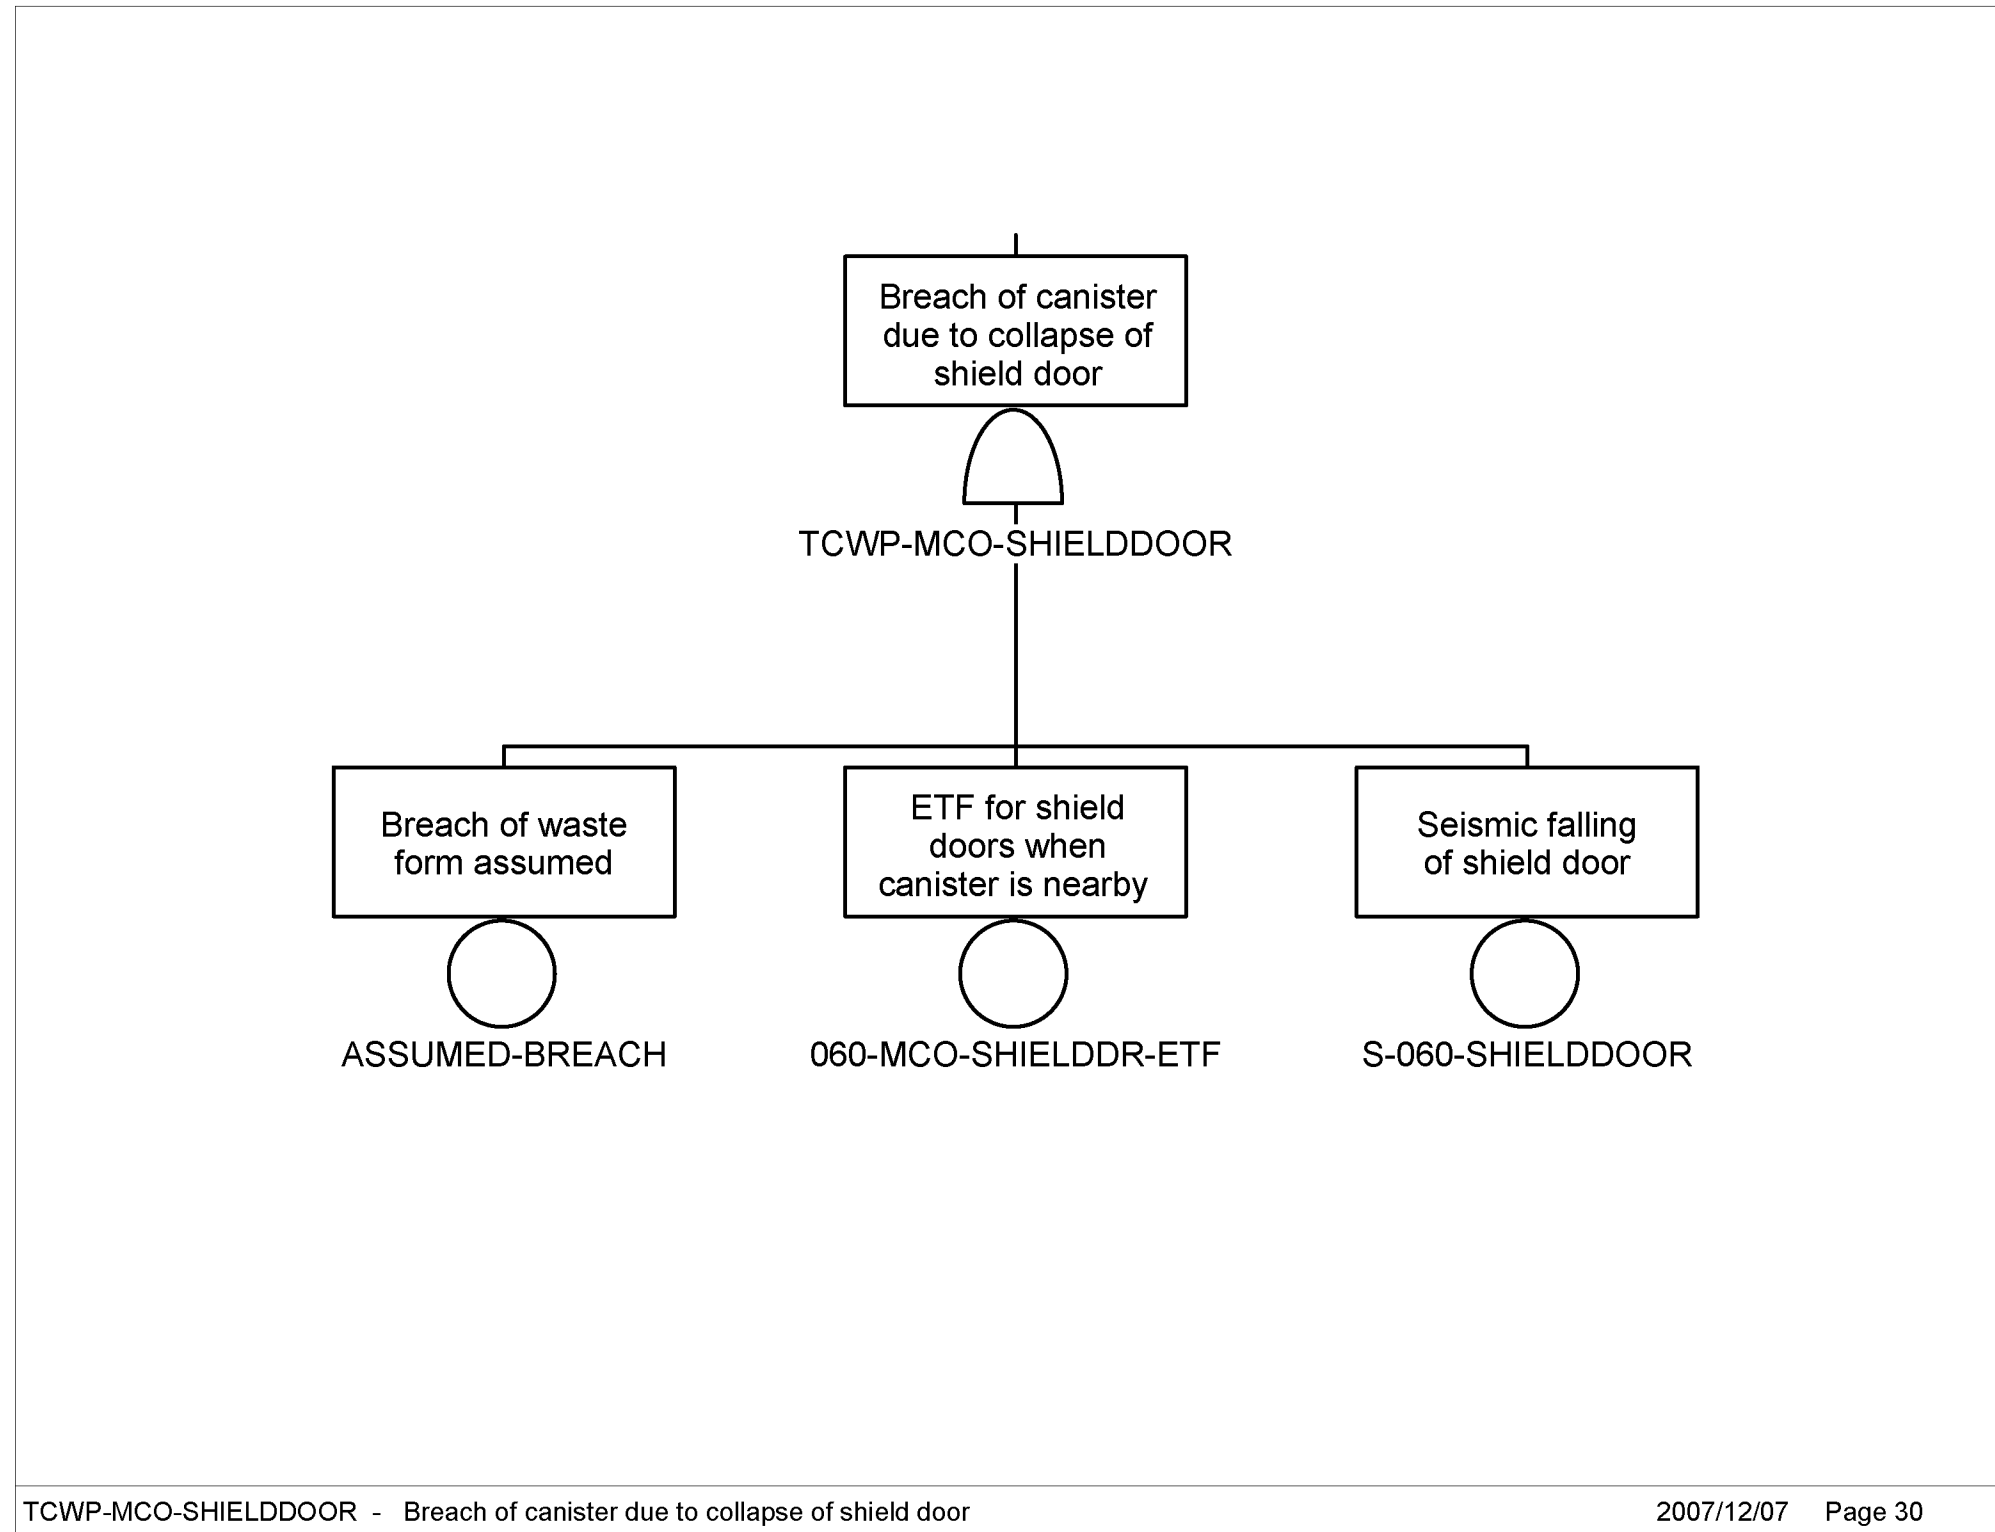 Breach of canister
due to collapse of
shield door
TCWP-MCO-SHIELDDOOR
Breach of waste
form assumed
ASSUMED-BREACH
ETF for shield
doors when
canister is nearby
060-MCO-SHIELDDR-ETF
Seismic falling
of shield door
S-060-SHIELDDOOR
TCWP-MCO-SHIELDDOOR - Breach of canister due to collapse of shield door 2007/12/07 Page 30